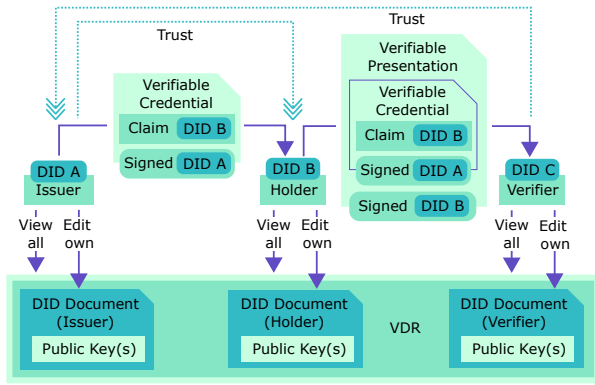 Trust
Trust
Verifiable
Credential
Claim DID B
Signed DID A
Verifiable
Presentation
Verifiable
Credential
Claim DID B
Signed DID A
Signed DID B
DID A
Issuer
DID B
Holder
DID C
Verifier
View
all
Edit
own
View
all
Edit
own
View
all
Edit
own
DID Document
(Issuer)
Public Key(s)
DID Document
(Holder)
Public Key(s)
VDR
DID Document
(Verifier)
Public Key(s)